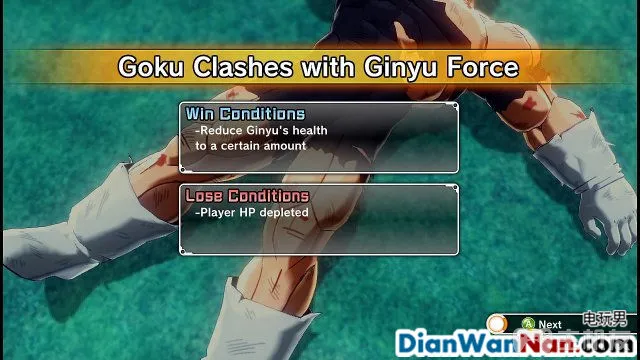 Goku Clashes with Ginyu Force
Win Conditions
-Reduce Ginyu's health
to a certain amount
Lose Conditions
-Player HP depleted
A Next
电玩男
DianWanNan.com